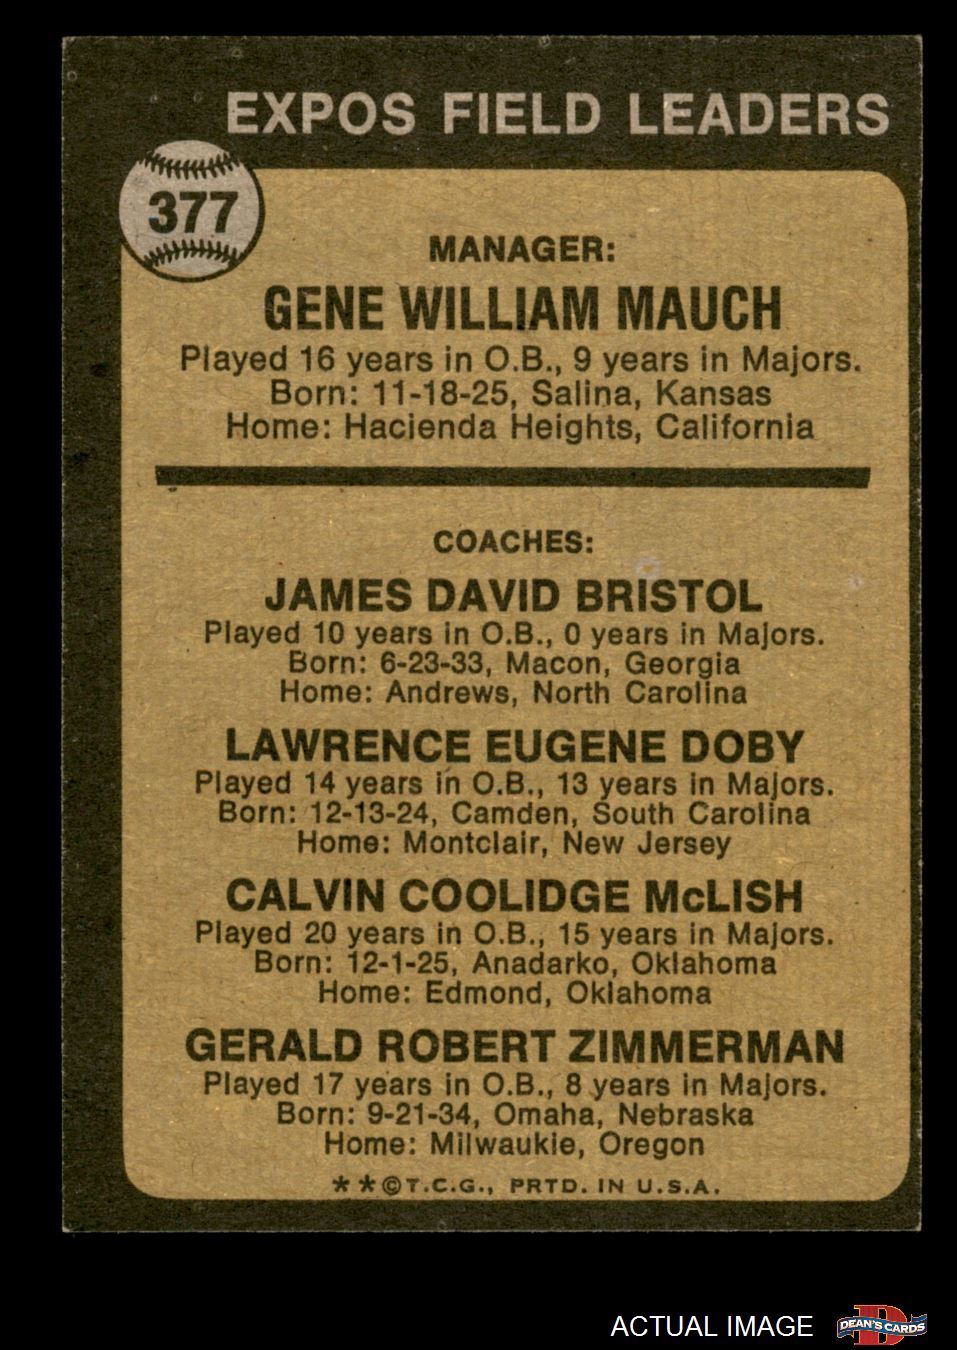 EXPOS FIELD LEADERS
377
MANAGER:
GENE WILLIAM MAUCH
Played 16 years in O.B., 9 years in Majors.
Born: 11-18-25, Salina, Kansas
Home: Hacienda Heights, California
COACHES:
JAMES DAVID BRISTOL
Played 10 years in O.B., 0 years in Majors.
Born: 6-23-33, Macon, Georgia
Home: Andrews, North Carolina
LAWRENCE EUGENE DOBY
Played 14 years in O.B., 13 years in Majors.
Born: 12-13-24, Camden, South Carolina
Home: Montclair, New Jersey
CALVIN COOLIDGE McLISH
Played 20 years in O.B., 15 years in Majors.
Born: 12-1-25, Anadarko, Oklahoma
Home: Edmond, Oklahoma
GERALD ROBERT ZIMMERMAN
Played 17 years in O.B., 8 years in Majors.
Born: 9-21-34, Omaha, Nebraska
Home: Milwaukie, Oregon
**©T.C.G., PRTD. IN U.S.A.
ACTUAL IMAGE
D
DEAN'S CARDS